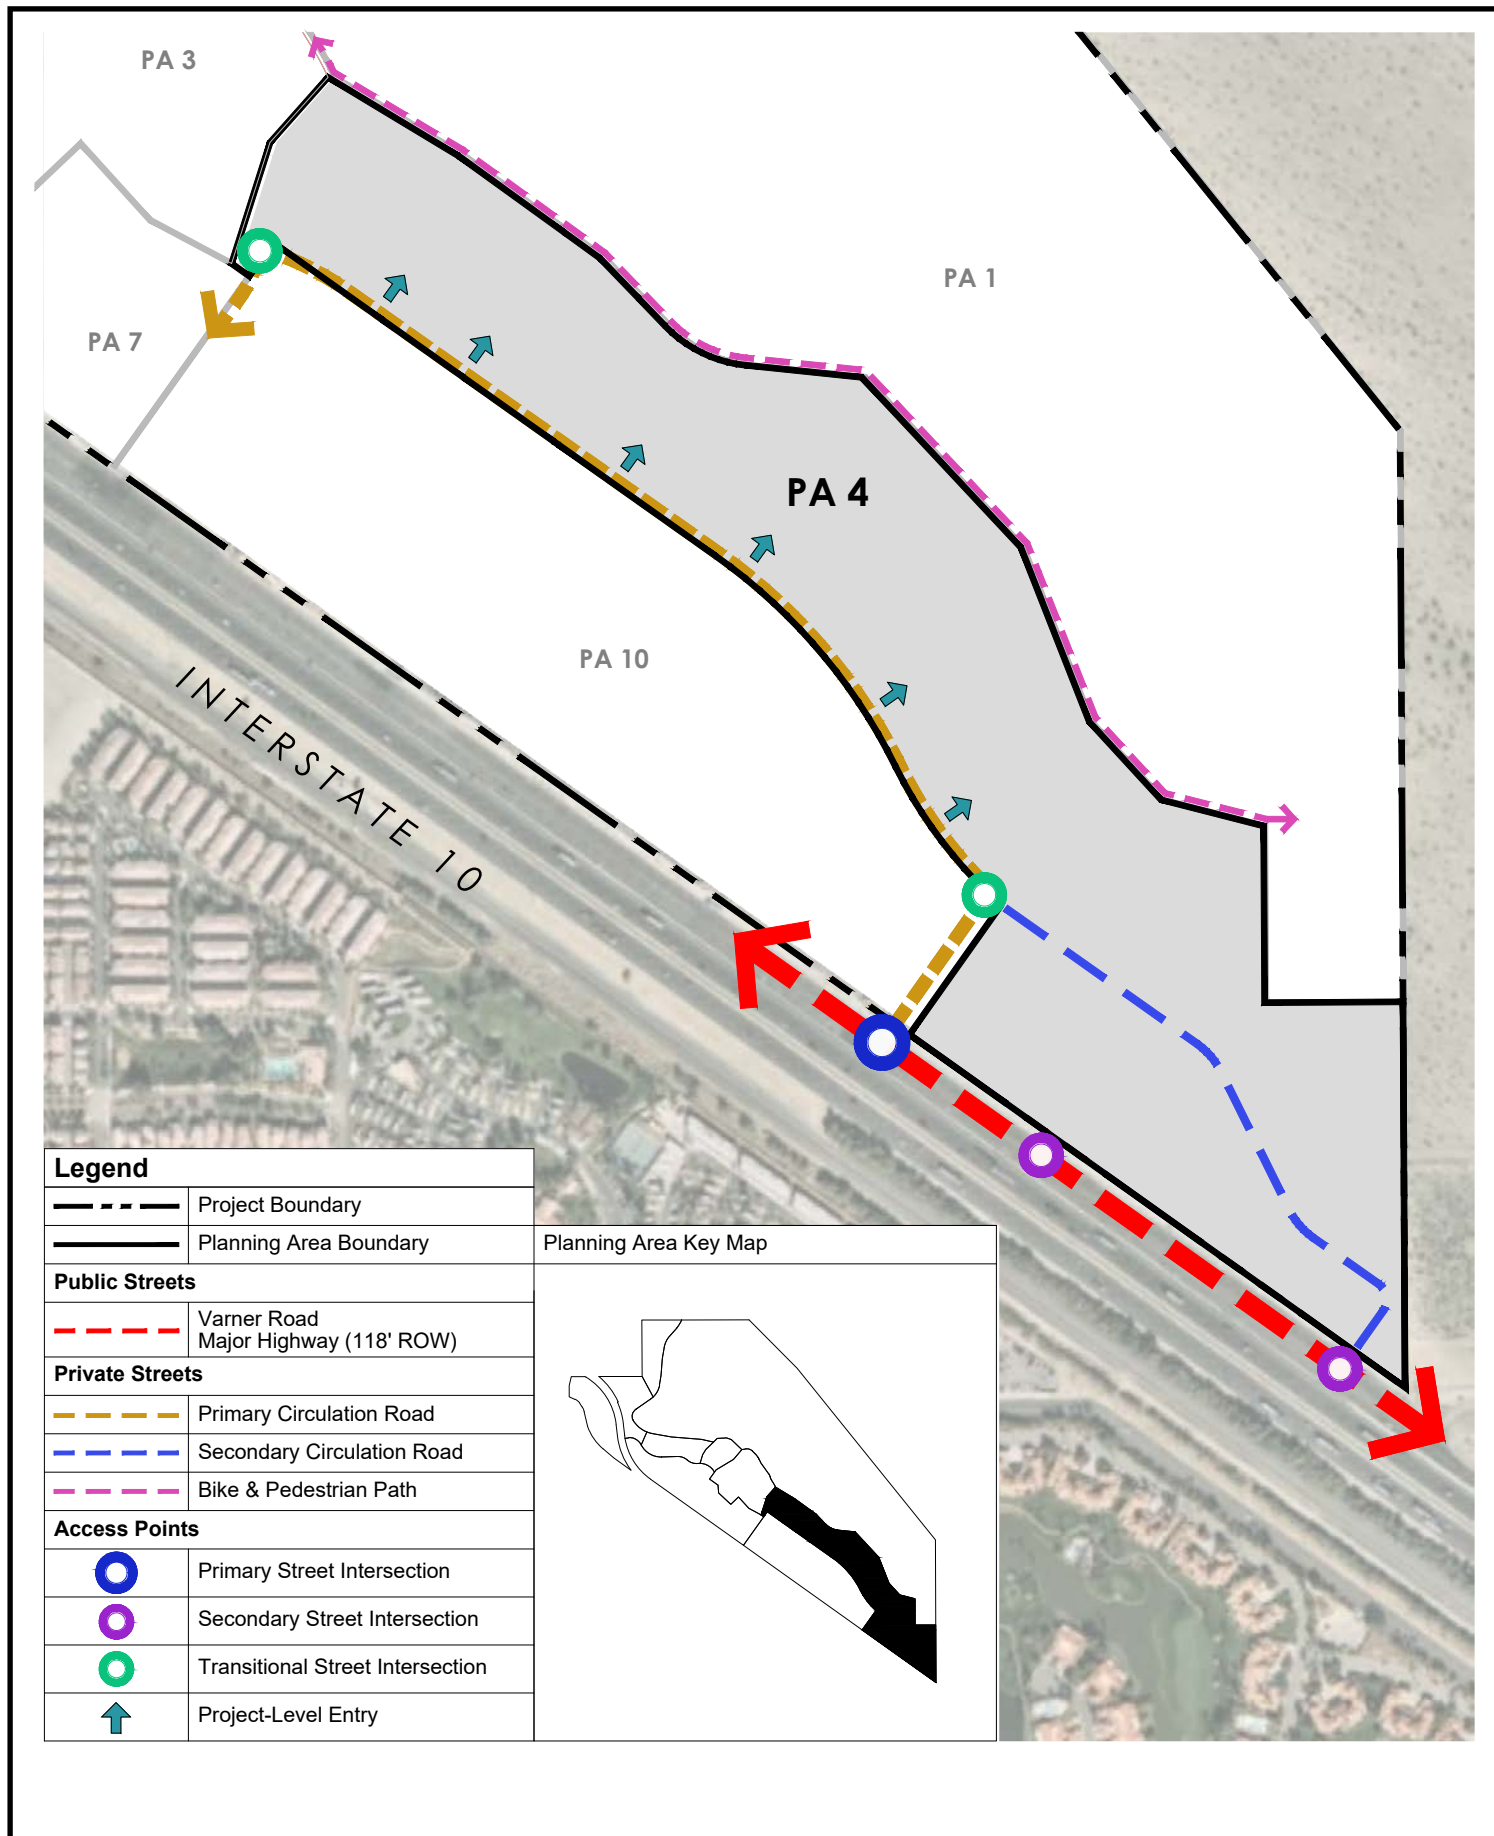 PA 3
PA 1
PA 7
PA 4
PA 10
INTERSTATE 10
Legend
Project Boundary
Planning Area Boundary
Planning Area Key Map
Public Streets
Varner Road
Major Highway (118' ROW)
Private Streets
Primary Circulation Road
Secondary Circulation Road
Bike & Pedestrian Path
Access Points
Primary Street Intersection
Secondary Street Intersection
Transitional Street Intersection
Project-Level Entry